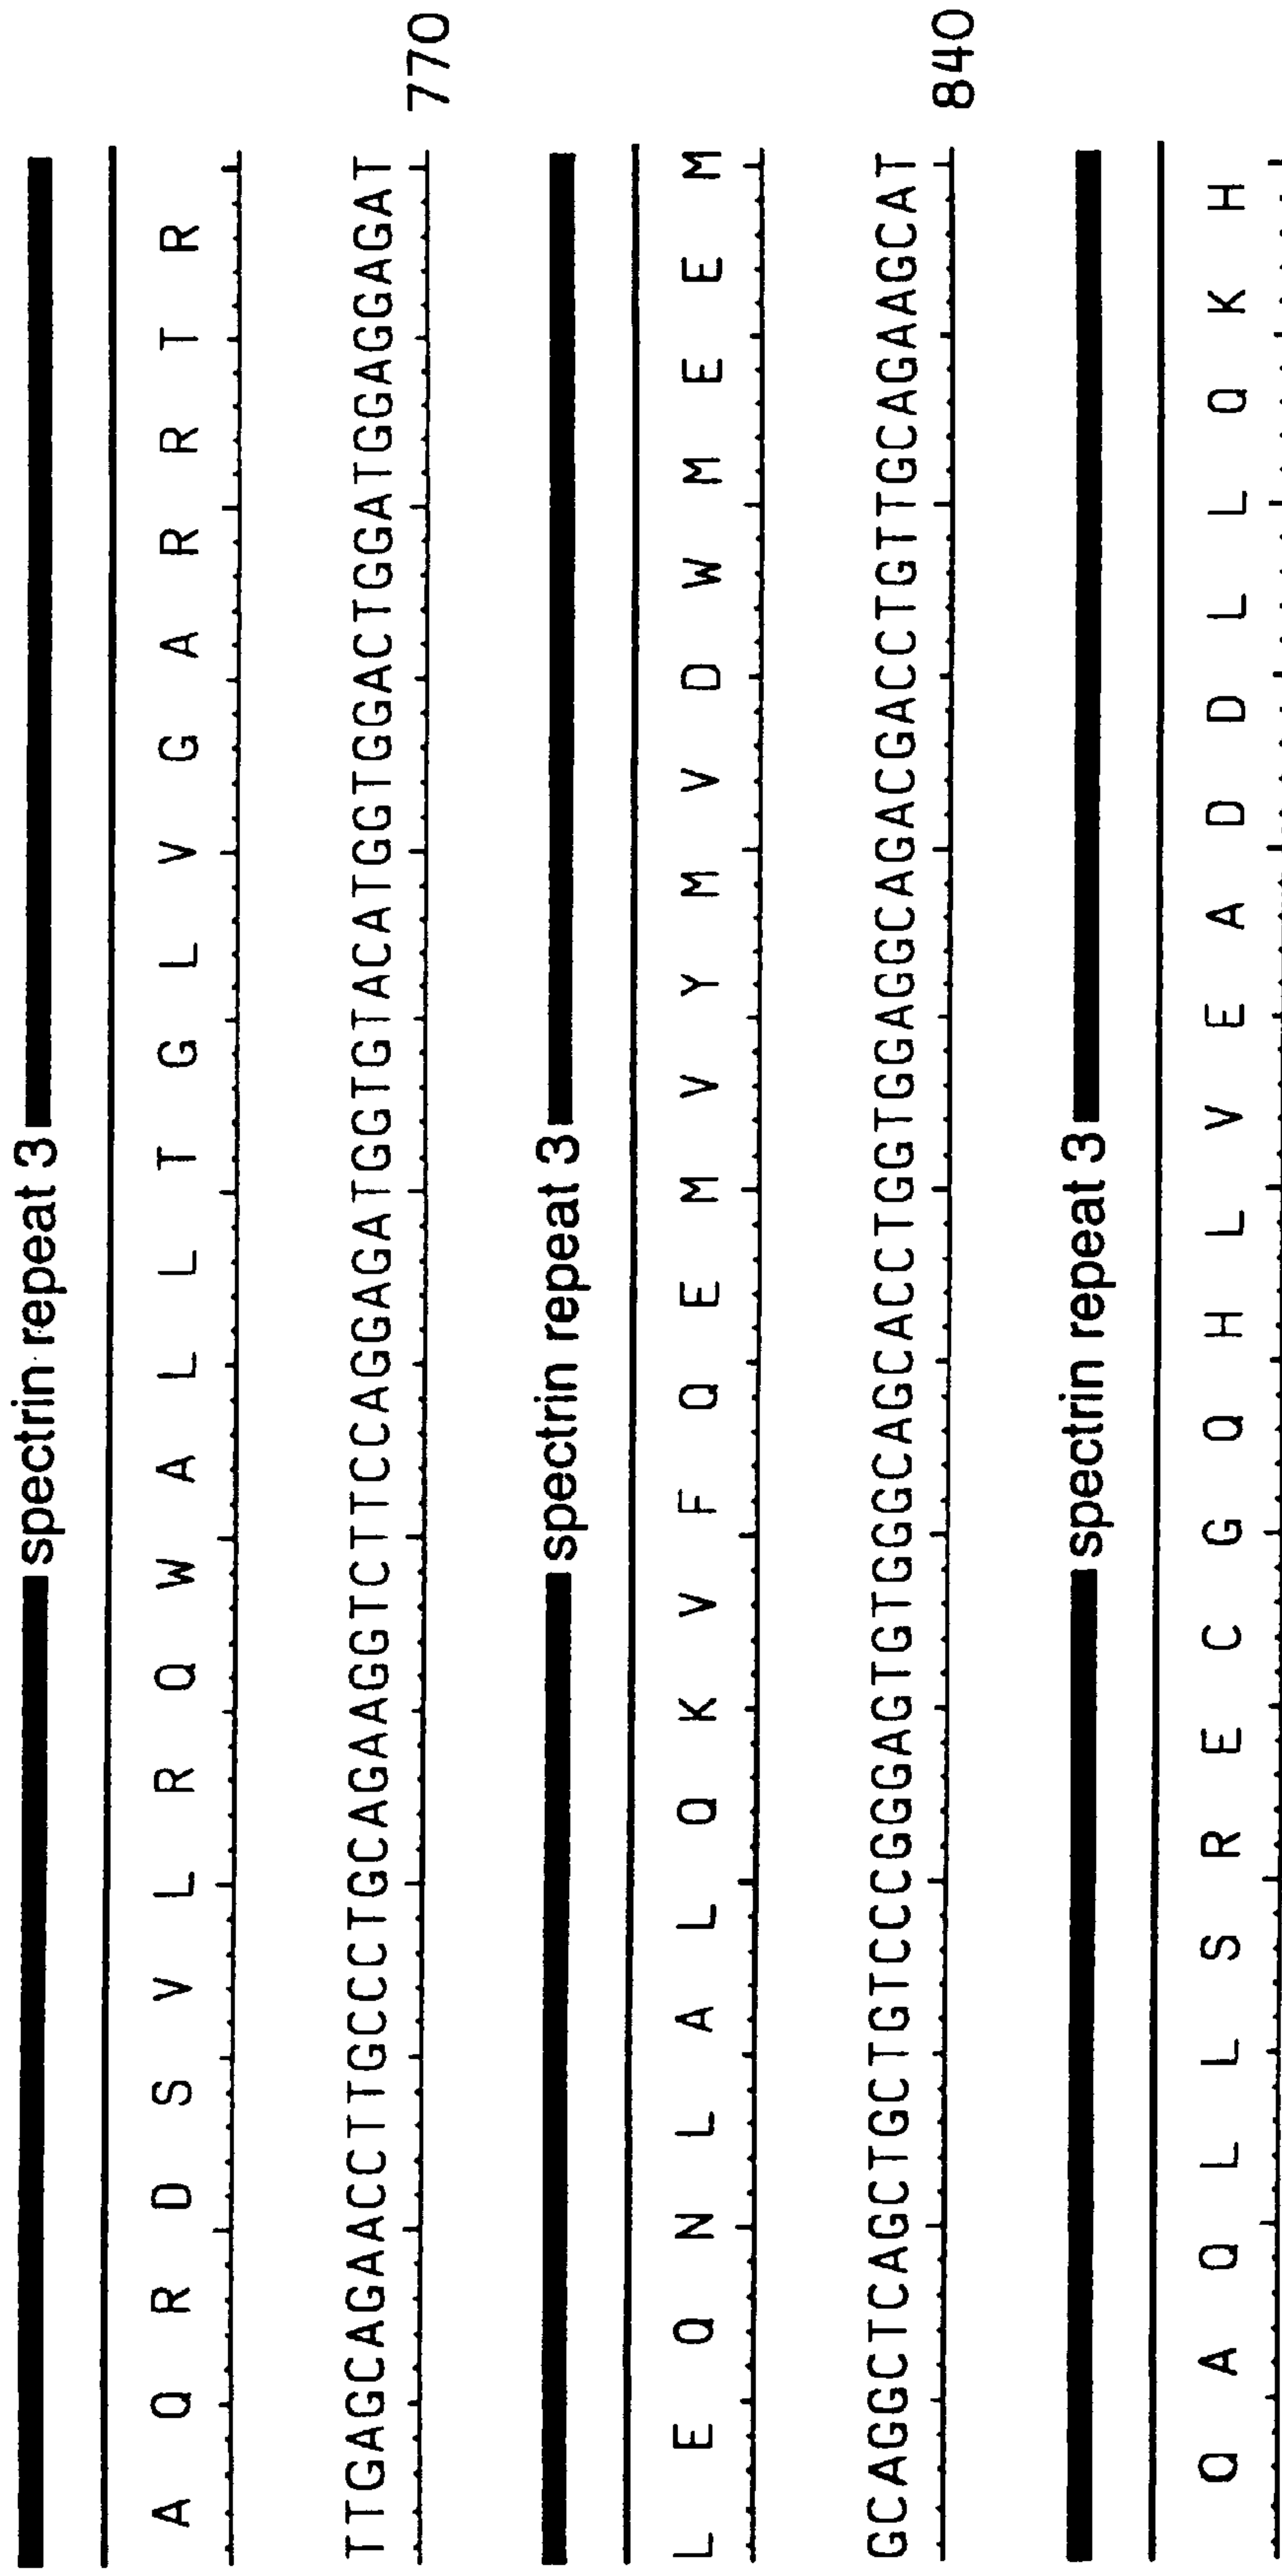 spectrin repeat 3
A Q R D S V L R Q W A L L T G L V G A R R T R
TTGAGCAGAACCTTGCCCTGCAGAAGGTCTTCCAGGAGATGGTGTACATGGTGGACTGGATGGAGGAGAT 770
spectrin repeat 3
L E Q N L A L Q K V F Q E M V Y M V D W M E E M
GCAGGCTCAGCTGCTGTCCCGGGAGTGTGGGCAGCACCTGGTGGAGGCAGACGACCTGTTGCAGAAGCAT 840
spectrin repeat 3
Q A Q L L S R E C G Q H L V E A D D L L Q K H